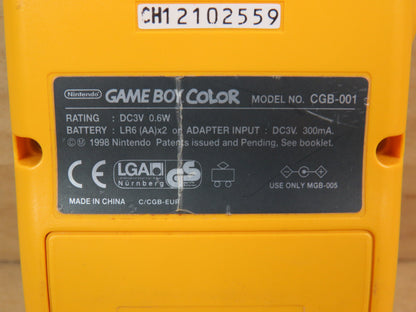 CH12102559
Nintendo GAME BOY COLOR MODEL NO. CGB-001
RATING : DC3V 0.6W
BATTERY : LR6 (AA)x2 or ADAPTER INPUT : DC3V. 300mA.
©Ⓟ 1998 Nintendo Patents issued and Pending, See booklet.
CE LGA GS
Nürnberg
USE ONLY MGB-005
MADE IN CHINA C/CGB-EUR